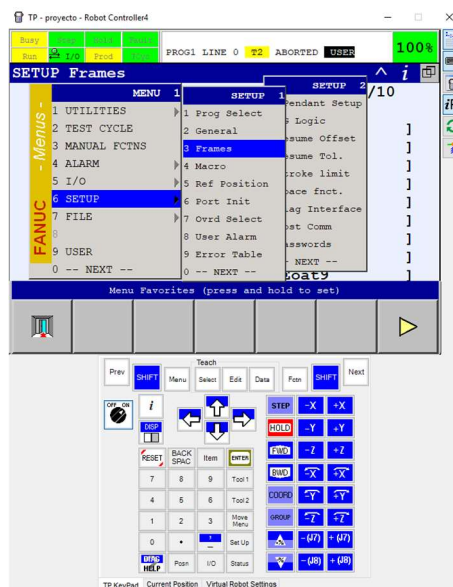 TP - proyecto - Robot Controller4
Busy Step Hold Fault
Run I/O Prod TCyc
PROG1 LINE 0 T2 ABORTED USER
100%
SETUP Frames
i
/10
MENU 1
1 UTILITIES
2 TEST CYCLE
3 MANUAL FCTNS
4 ALARM
5 I/O
6 SETUP
7 FILE
8
9 USER
0 -- NEXT --
FANUC - Menus -
SETUP 1
1 Prog Select
2 General
3 Frames
4 Macro
5 Ref Position
6 Port Init
7 Ovrd Select
8 User Alarm
9 Error Table
0 -- NEXT --
SETUP 2
endant Setup
Logic
sume Offset
sume Tol.
troke limit
pace fnct.
ag Interface
ost Comm
asswords
- NEXT --
]
]
]
]
]
]
]
]
]
Menu Favorites (press and hold to set)
Teach
Prev SHIFT Menu Select Edit Data Fctn SHIFT Next
OFF ON i STEP -X +X
DISP HOLD -Y +Y
RESET BACK SPAC Item ENTER FWD -Z +Z
7 8 9 Tool 1 BWD -X +X
4 5 6 Tool 2 COORD -Y +Y
1 2 3 Move Menu GROUP -Z +Z
0 . , - Set Up - (J7) + (J7)
DIAG HELP Posn I/O Status - (J8) + (J8)
TP KeyPad Current Position Virtual Robot Settings